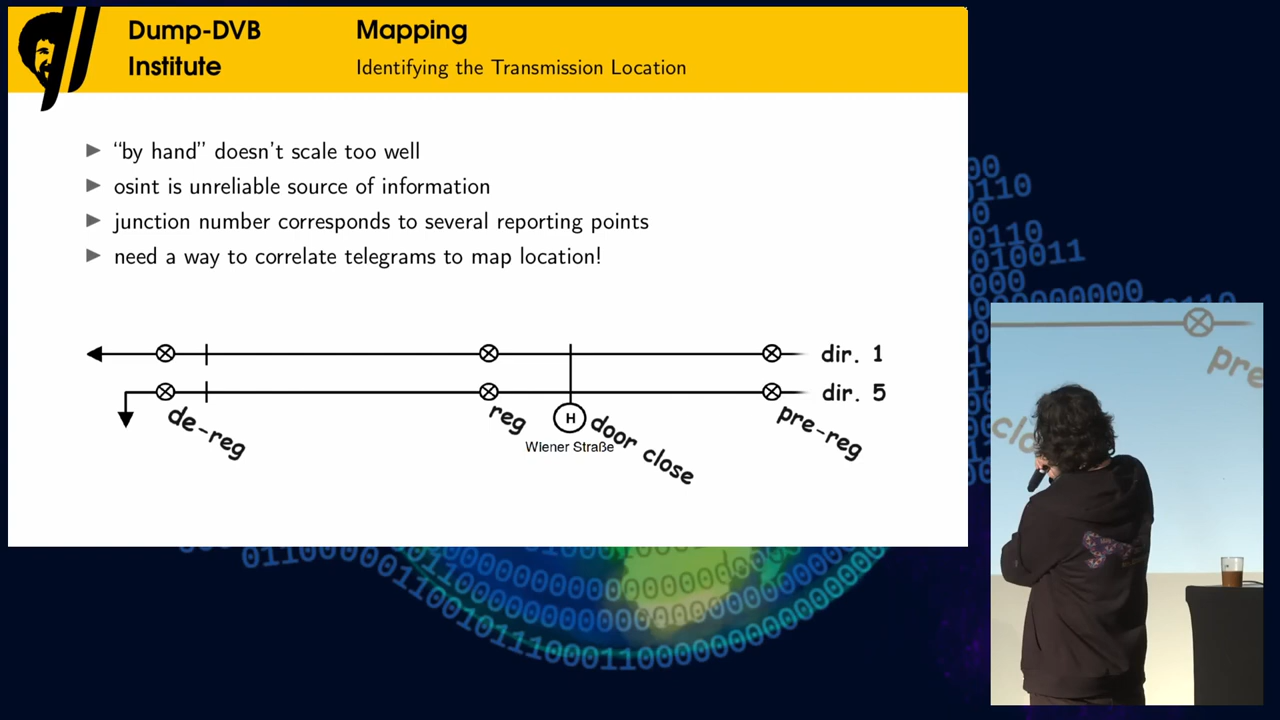 Dump-DVB
Institute
Mapping
Identifying the Transmission Location
“by hand” doesn't scale too well
osint is unreliable source of information
junction number corresponds to several reporting points
need a way to correlate telegrams to map location!
dir. 1
dir. 5
de-reg
reg
H
door close
pre-reg
Wiener Straße
pre
clo